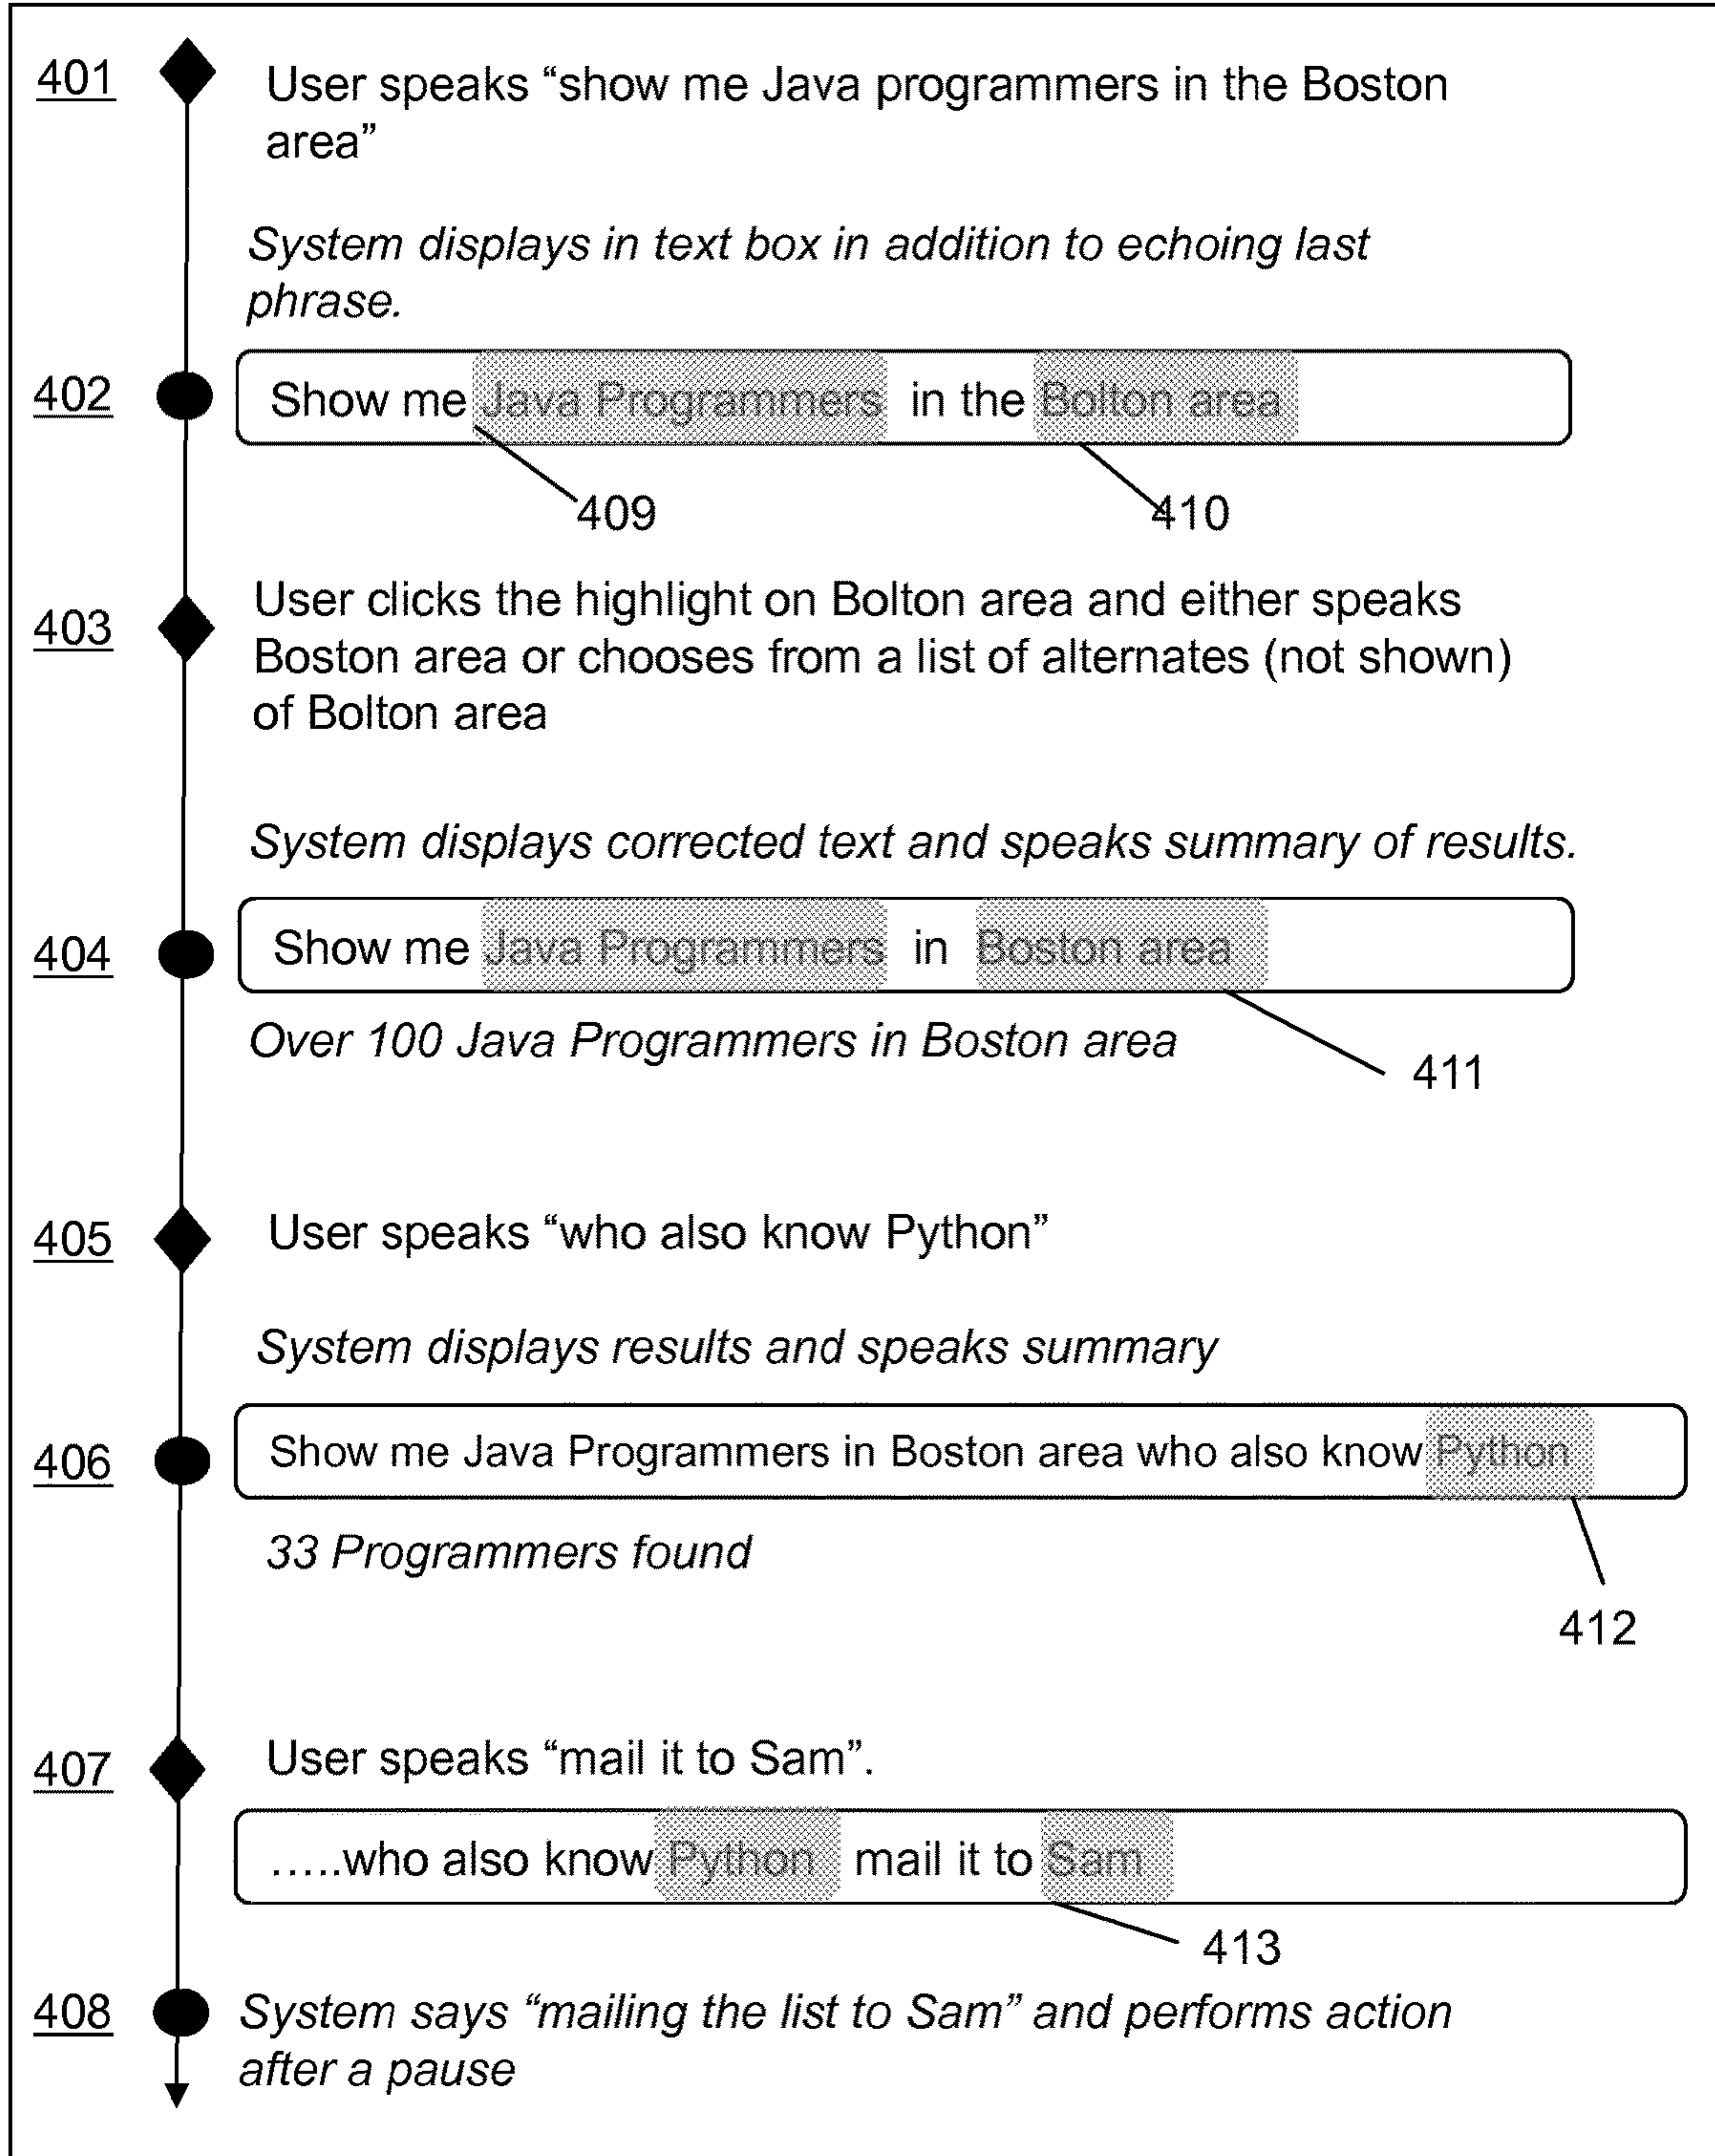 401 User speaks “show me Java programmers in the Boston
area”
System displays in text box in addition to echoing last
phrase.
402 Show me Java Programmers in the Bolton area
409 410
403 User clicks the highlight on Bolton area and either speaks
Boston area or chooses from a list of alternates (not shown)
of Bolton area
System displays corrected text and speaks summary of results.
404 Show me Java Programmers in Boston area
Over 100 Java Programmers in Boston area
411
405 User speaks “who also know Python”
System displays results and speaks summary
406 Show me Java Programmers in Boston area who also know Python
33 Programmers found
412
407 User speaks “mail it to Sam”.
…..who also know Python mail it to Sam
413
408 System says “mailing the list to Sam” and performs action
after a pause